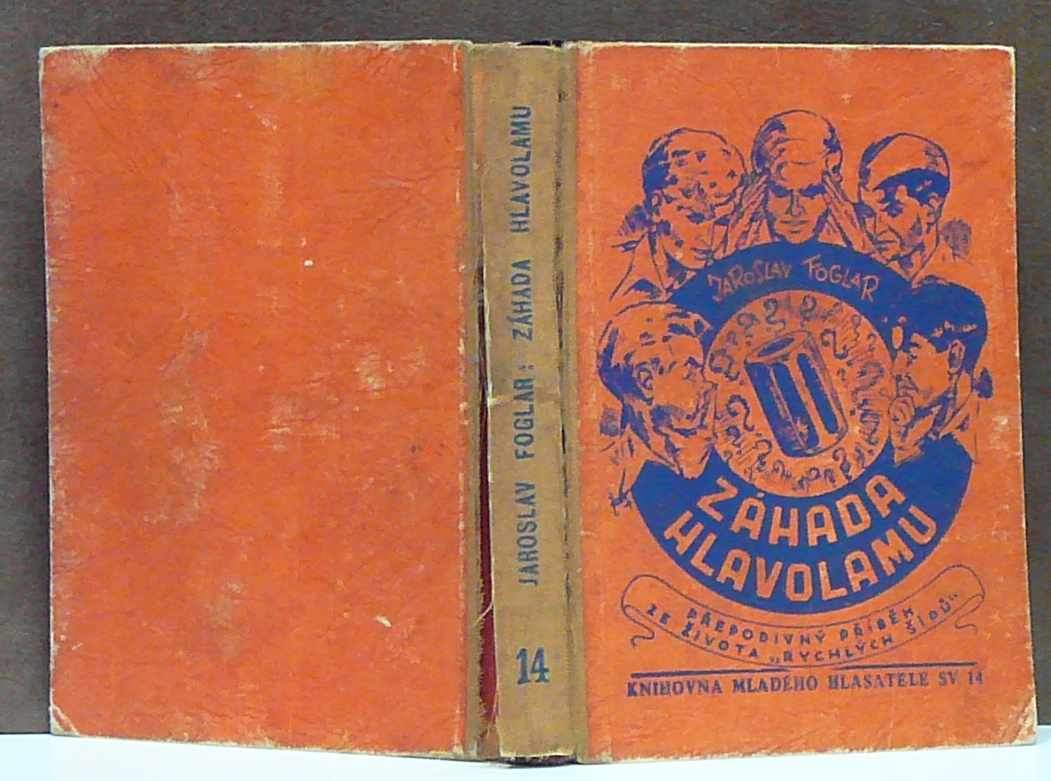 JAROSLAV FOGLAR: ZÁHADA HLAVOLAMU
14
JAROSLAV FOGLAR
ZÁHADA
HLAVOLAMU
PŘEPODIVNÝ PŘÍBĚH
ZE ŽIVOTA „RYCHLÝCH ŠÍPŮ“
KNIHOVNA MLADÉHO HLASATELE SV 14